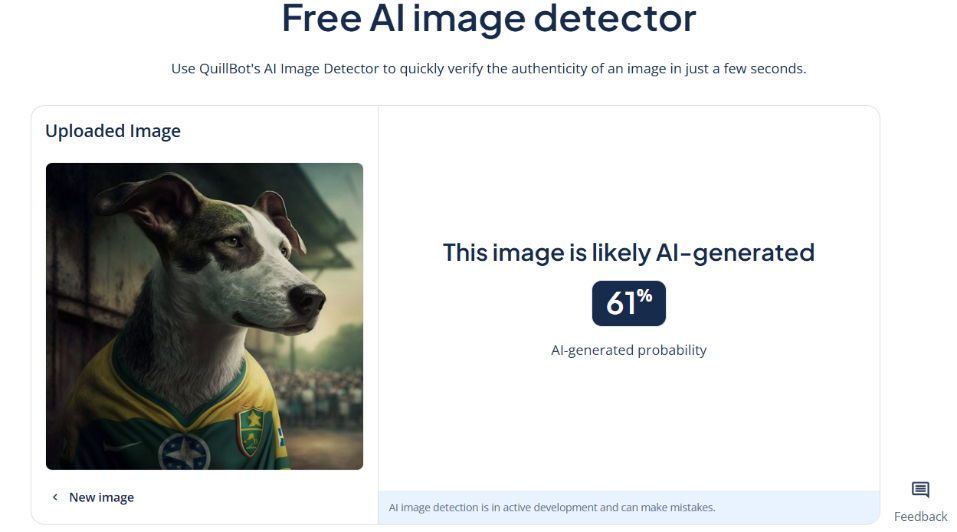 Free AI image detector
Use QuillBot's AI Image Detector to quickly verify the authenticity of an image in just a few seconds.
Uploaded Image
This image is likely AI-generated
61%
AI-generated probability
New image
AI image detection is in active development and can make mistakes.
Feedback